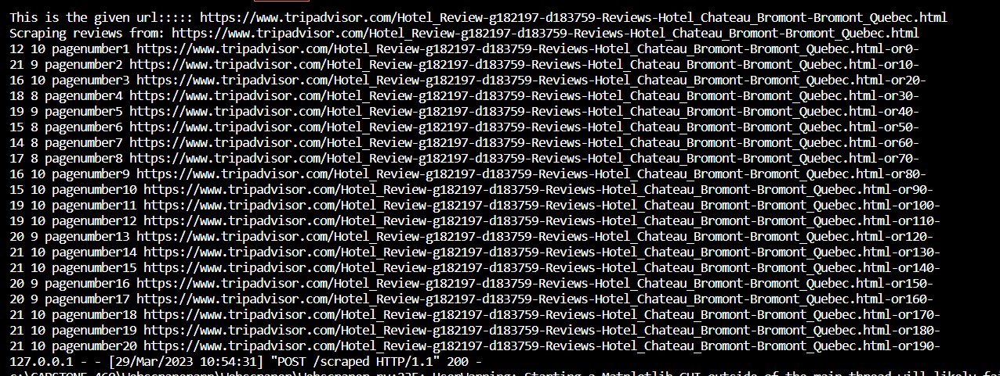 This is the given url::::: https://www.tripadvisor.com/Hotel_Review-g182197-d183759-Reviews-Hotel_Chateau_Bromont-Bromont_Quebec.html
Scraping reviews from: https://www.tripadvisor.com/Hotel_Review-g182197-d183759-Reviews-Hotel_Chateau_Bromont-Bromont_Quebec.html
12 10 pagenumber1 https://www.tripadvisor.com/Hotel_Review-g182197-d183759-Reviews-Hotel_Chateau_Bromont-Bromont_Quebec.html-or0-
21 9 pagenumber2 https://www.tripadvisor.com/Hotel_Review-g182197-d183759-Reviews-Hotel_Chateau_Bromont-Bromont_Quebec.html-or10-
16 10 pagenumber3 https://www.tripadvisor.com/Hotel_Review-g182197-d183759-Reviews-Hotel_Chateau_Bromont-Bromont_Quebec.html-or20-
18 8 pagenumber4 https://www.tripadvisor.com/Hotel_Review-g182197-d183759-Reviews-Hotel_Chateau_Bromont-Bromont_Quebec.html-or30-
19 9 pagenumber5 https://www.tripadvisor.com/Hotel_Review-g182197-d183759-Reviews-Hotel_Chateau_Bromont-Bromont_Quebec.html-or40-
15 8 pagenumber6 https://www.tripadvisor.com/Hotel_Review-g182197-d183759-Reviews-Hotel_Chateau_Bromont-Bromont_Quebec.html-or50-
14 8 pagenumber7 https://www.tripadvisor.com/Hotel_Review-g182197-d183759-Reviews-Hotel_Chateau_Bromont-Bromont_Quebec.html-or60-
17 8 pagenumber8 https://www.tripadvisor.com/Hotel_Review-g182197-d183759-Reviews-Hotel_Chateau_Bromont-Bromont_Quebec.html-or70-
16 10 pagenumber9 https://www.tripadvisor.com/Hotel_Review-g182197-d183759-Reviews-Hotel_Chateau_Bromont-Bromont_Quebec.html-or80-
15 10 pagenumber10 https://www.tripadvisor.com/Hotel_Review-g182197-d183759-Reviews-Hotel_Chateau_Bromont-Bromont_Quebec.html-or90-
19 10 pagenumber11 https://www.tripadvisor.com/Hotel_Review-g182197-d183759-Reviews-Hotel_Chateau_Bromont-Bromont_Quebec.html-or100-
19 10 pagenumber12 https://www.tripadvisor.com/Hotel_Review-g182197-d183759-Reviews-Hotel_Chateau_Bromont-Bromont_Quebec.html-or110-
20 9 pagenumber13 https://www.tripadvisor.com/Hotel_Review-g182197-d183759-Reviews-Hotel_Chateau_Bromont-Bromont_Quebec.html-or120-
21 10 pagenumber14 https://www.tripadvisor.com/Hotel_Review-g182197-d183759-Reviews-Hotel_Chateau_Bromont-Bromont_Quebec.html-or130-
21 10 pagenumber15 https://www.tripadvisor.com/Hotel_Review-g182197-d183759-Reviews-Hotel_Chateau_Bromont-Bromont_Quebec.html-or140-
20 9 pagenumber16 https://www.tripadvisor.com/Hotel_Review-g182197-d183759-Reviews-Hotel_Chateau_Bromont-Bromont_Quebec.html-or150-
20 9 pagenumber17 https://www.tripadvisor.com/Hotel_Review-g182197-d183759-Reviews-Hotel_Chateau_Bromont-Bromont_Quebec.html-or160-
21 10 pagenumber18 https://www.tripadvisor.com/Hotel_Review-g182197-d183759-Reviews-Hotel_Chateau_Bromont-Bromont_Quebec.html-or170-
21 10 pagenumber19 https://www.tripadvisor.com/Hotel_Review-g182197-d183759-Reviews-Hotel_Chateau_Bromont-Bromont_Quebec.html-or180-
21 10 pagenumber20 https://www.tripadvisor.com/Hotel_Review-g182197-d183759-Reviews-Hotel_Chateau_Bromont-Bromont_Quebec.html-or190-
127.0.0.1 - - [29/Mar/2023 10:54:31] "POST /scraped HTTP/1.1" 200 -
UserWarning: Starting a Matplotlib GUI outside of the main thread will likely